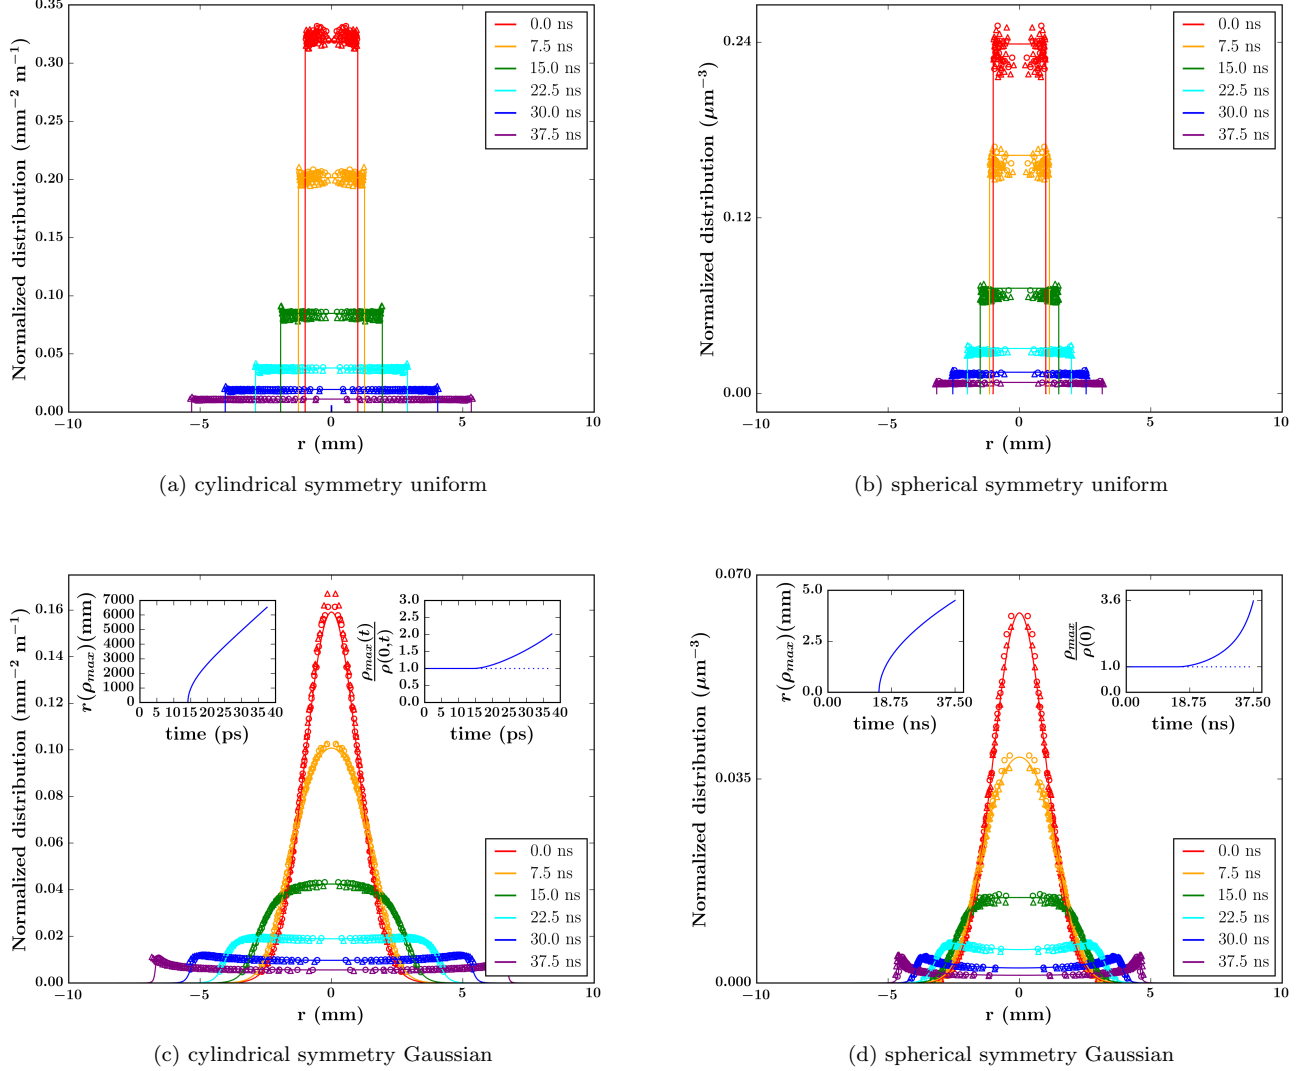 0.35
0.30
0.20
0.10
0.05
0.00
Normalized distribution (mm⁻² m⁻¹)
0.0 ns
7.5 ns
15.0 ns
22.5 ns
30.0 ns
37.5 ns
−10
−5
0
5
10
r (mm)
(a) cylindrical symmetry uniform
0.24
0.12
0.00
Normalized distribution (μm⁻³)
0.0 ns
7.5 ns
15.0 ns
22.5 ns
30.0 ns
37.5 ns
−10
−5
0
5
10
r (mm)
(b) spherical symmetry uniform
0.16
0.14
0.12
0.10
0.08
0.06
0.04
0.02
0.00
Normalized distribution (mm⁻² m⁻¹)
7000
6000
5000
4000
3000
2000
1000
0
r(ρₘₐₓ)(mm)
0 5 10 15 20 25 30 35 40
time (ps)
3.0
2.5
2.0
1.5
1.0
0.5
0.0
ρₘₐₓ(t)
ρ(0,t)
0 5 10 15 20 25 30 35 40
time (ps)
0.0 ns
7.5 ns
15.0 ns
22.5 ns
30.0 ns
37.5 ns
−10
−5
0
5
10
r (mm)
(c) cylindrical symmetry Gaussian
0.070
0.035
0.000
Normalized distribution (μm⁻³)
5.0
2.5
0.0
r(ρₘₐₓ)(mm)
0.00 18.75 37.50
time (ns)
3.6
1.0
0.0
ρₘₐₓ
ρ(0)
0.00 18.75 37.50
time (ns)
0.0 ns
7.5 ns
15.0 ns
22.5 ns
30.0 ns
37.5 ns
−10
−5
0
5
10
r (mm)
(d) spherical symmetry Gaussian